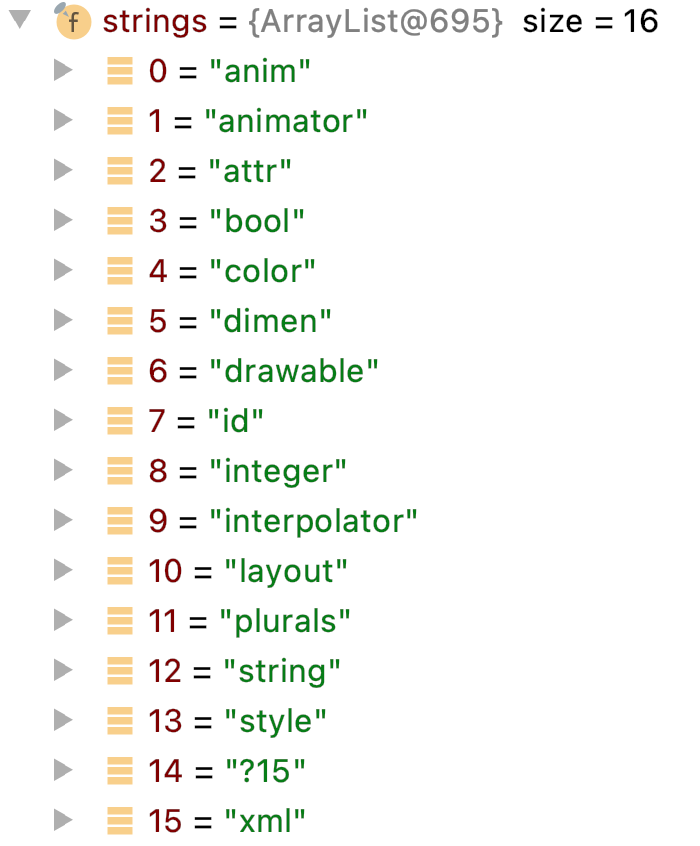 f strings = {ArrayList@695} size = 16
0 = "anim"
1 = "animator"
2 = "attr"
3 = "bool"
4 = "color"
5 = "dimen"
6 = "drawable"
7 = "id"
8 = "integer"
9 = "interpolator"
10 = "layout"
11 = "plurals"
12 = "string"
13 = "style"
14 = "?15"
15 = "xml"